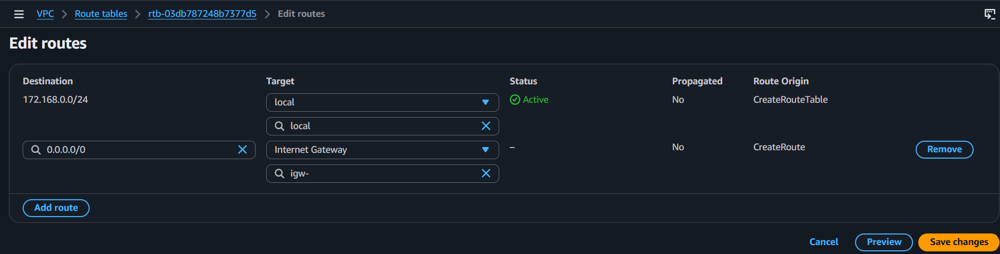 VPC > Route tables > rtb-03db787248b7377d5 > Edit routes
Edit routes
Destination Target Status Propagated Route Origin
172.168.0.0/24 local Active No CreateRouteTable
local
0.0.0.0/0 Internet Gateway – No CreateRoute Remove
igw-
Add route
Cancel Preview Save changes